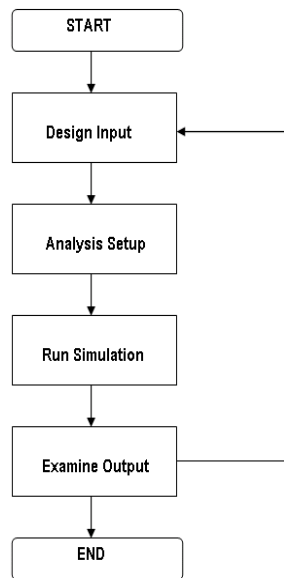 START
Design Input
Analysis Setup
Run Simulation
Examine Output
END